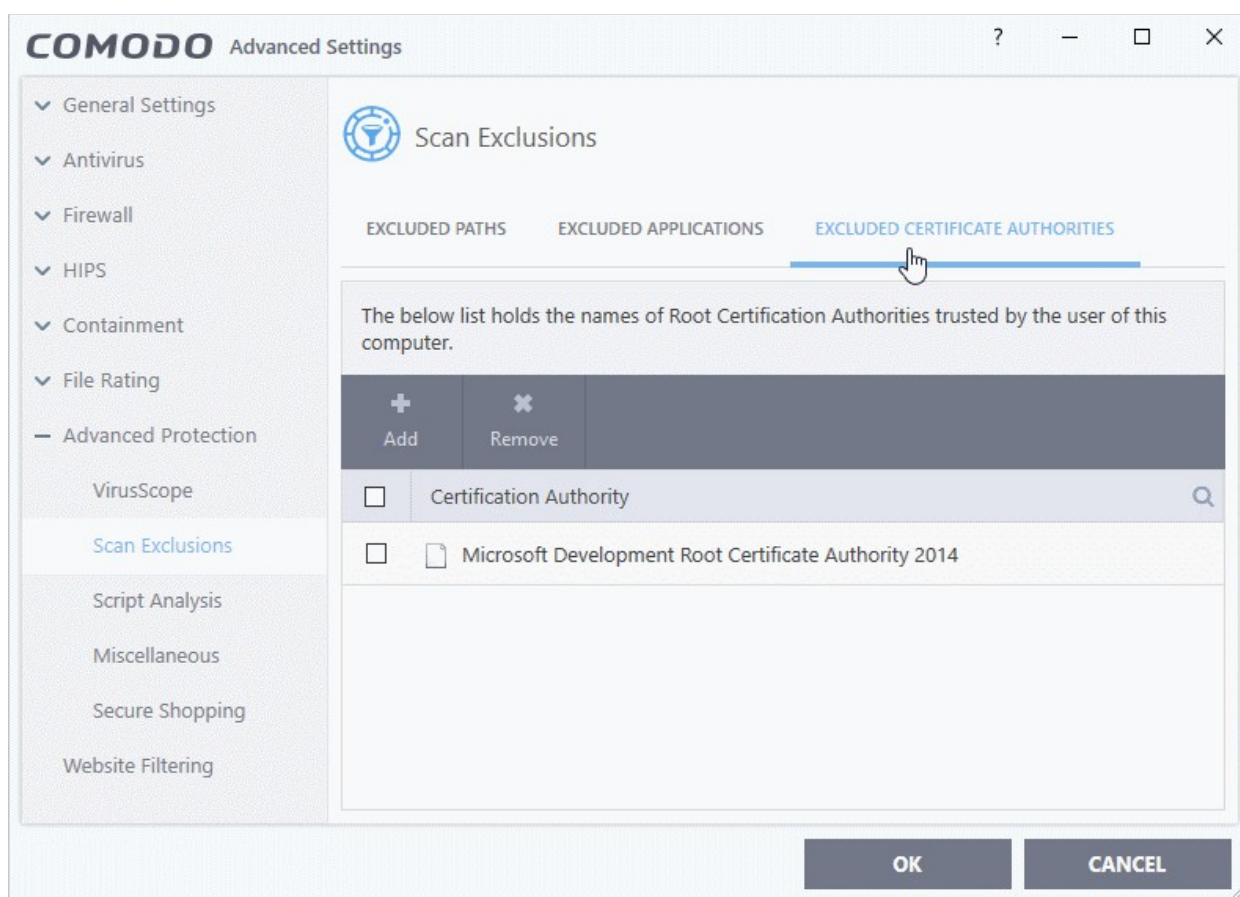 COMODO Advanced Settings
?
General Settings
Antivirus
Firewall
HIPS
Containment
File Rating
Advanced Protection
VirusScope
Scan Exclusions
Script Analysis
Miscellaneous
Secure Shopping
Website Filtering
Scan Exclusions
EXCLUDED PATHS EXCLUDED APPLICATIONS EXCLUDED CERTIFICATE AUTHORITIES
The below list holds the names of Root Certification Authorities trusted by the user of this
computer.
Add Remove
Certification Authority
Microsoft Development Root Certificate Authority 2014
OK CANCEL